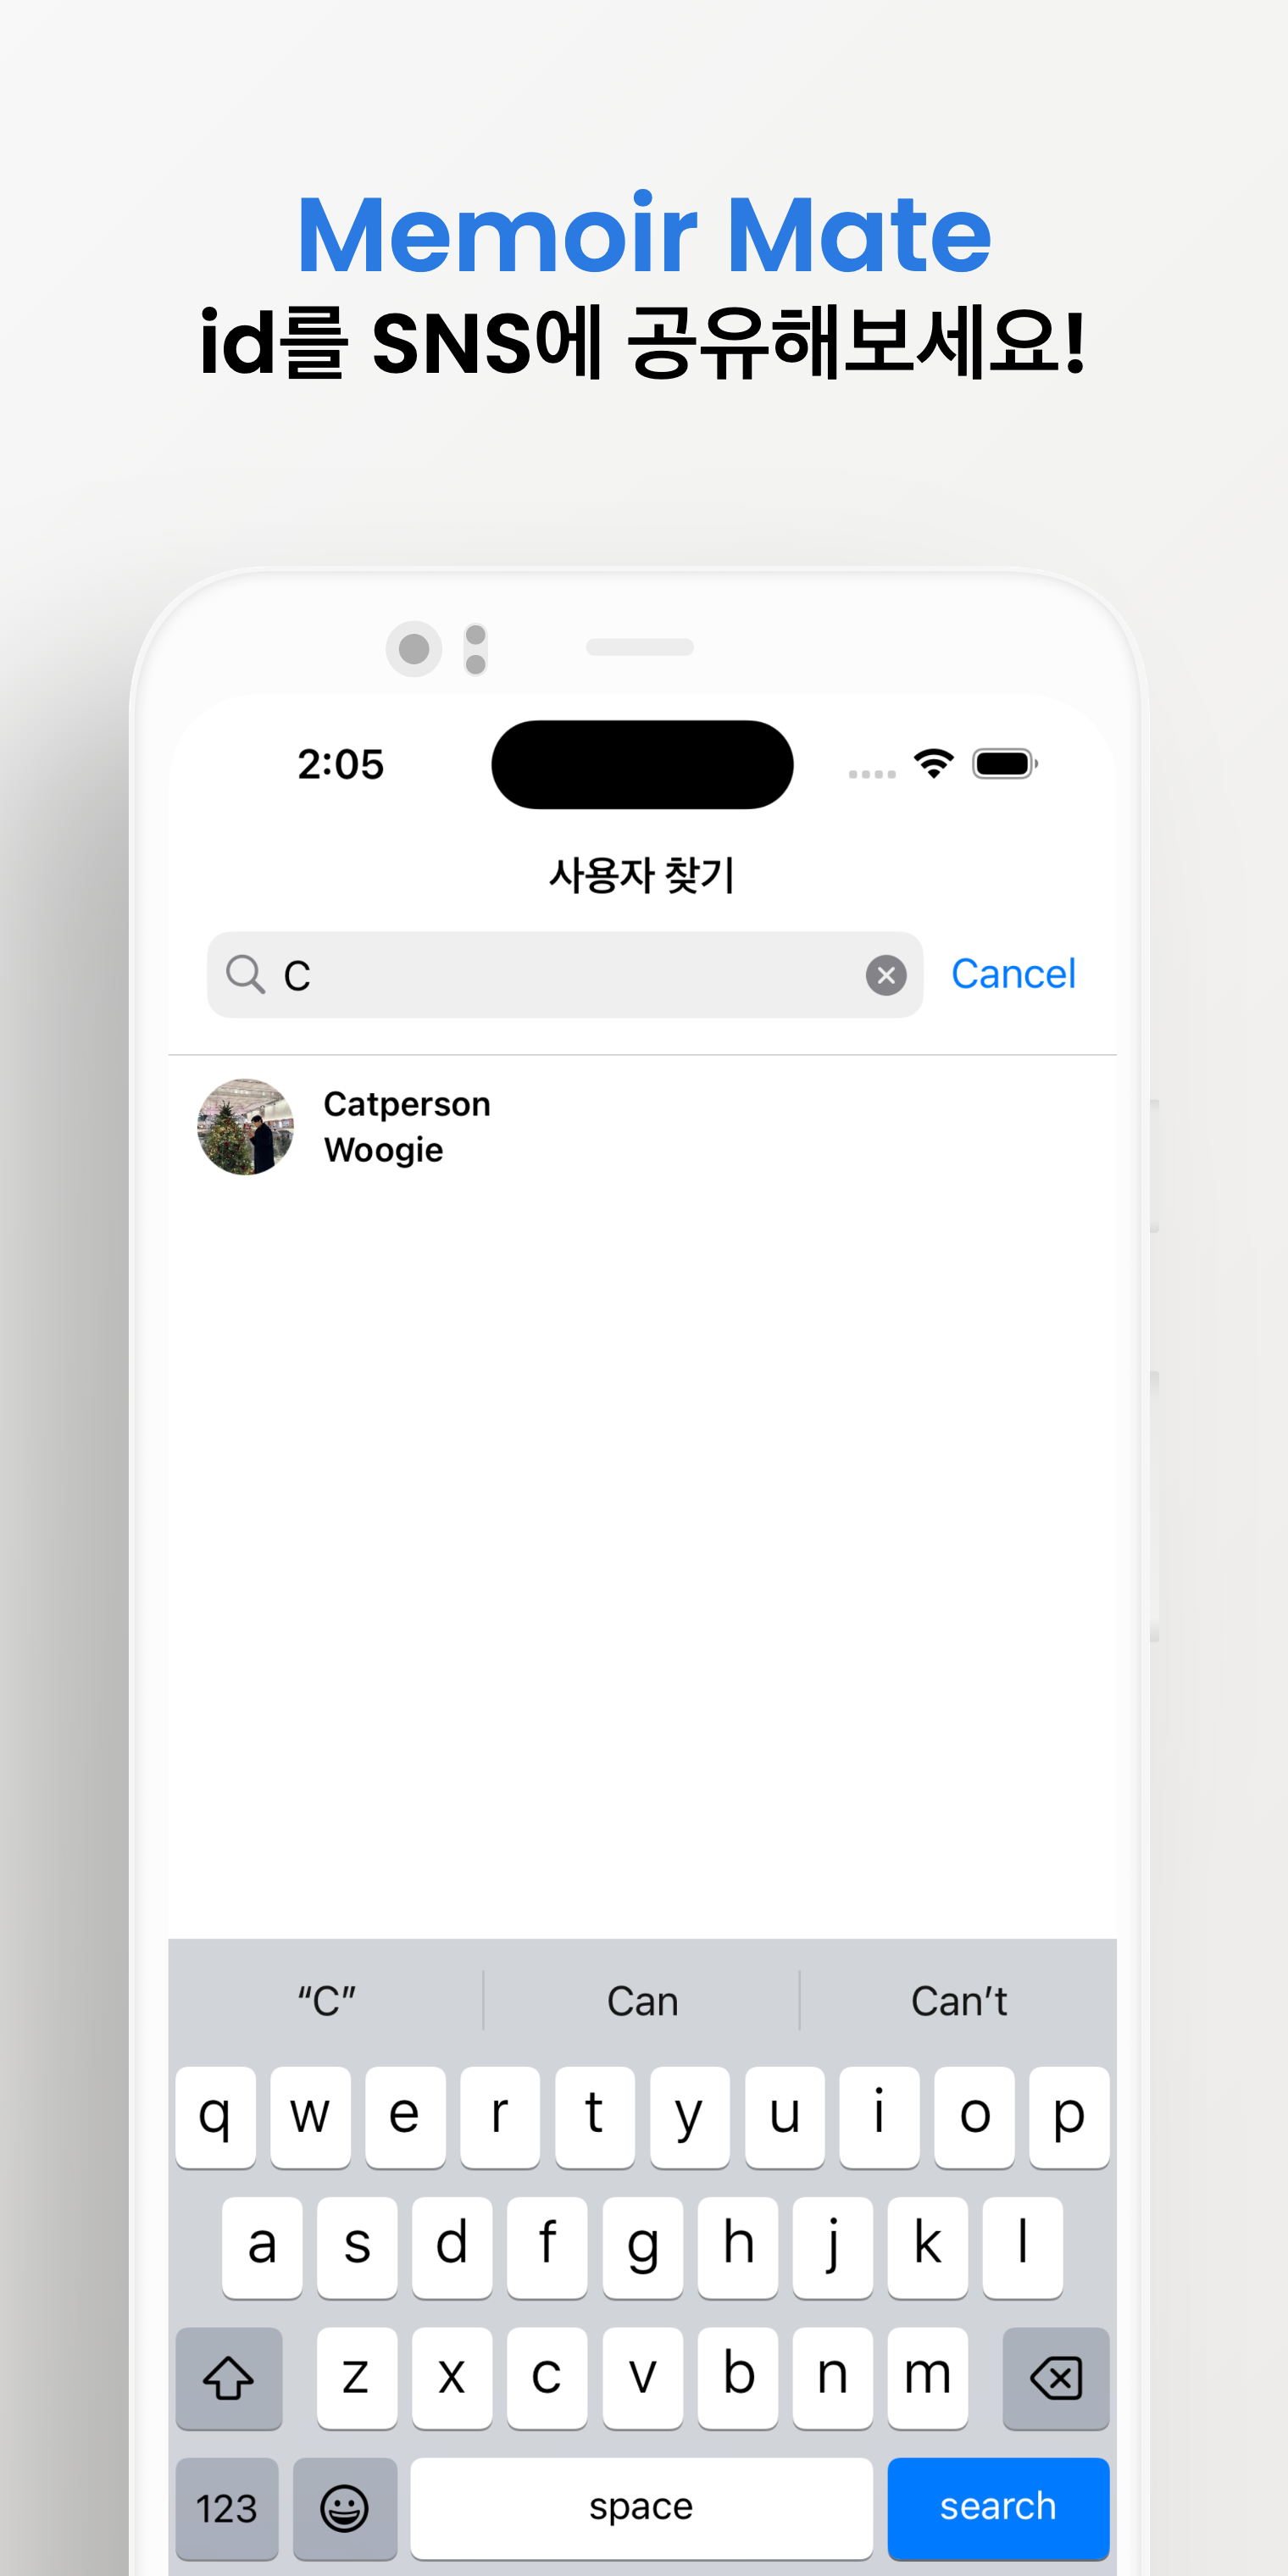 Memoir Mate
id를 SNS에 공유해보세요!
2:05
사용자 찾기
C
Cancel
Catperson
Woogie
“C” Can Can’t
q w e r t y u i o p
a s d f g h j k l
z x c v b n m
123 space search